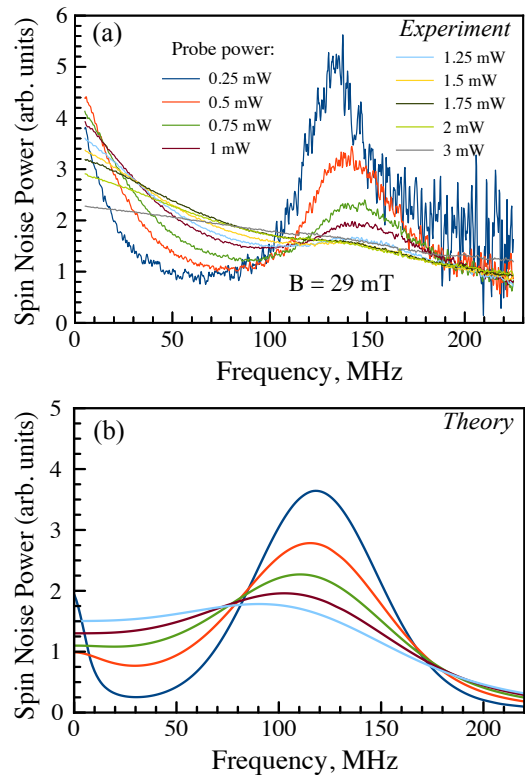 (a)
Experiment
Probe power:
0.25 mW
0.5 mW
0.75 mW
1 mW
1.25 mW
1.5 mW
1.75 mW
2 mW
3 mW
B = 29 mT
Spin Noise Power (arb. units)
0
1
2
3
4
5
6
0
50
100
150
200
Frequency, MHz
(b)
Theory
Spin Noise Power (arb. units)
0
1
2
3
4
5
0
50
100
150
200
Frequency, MHz